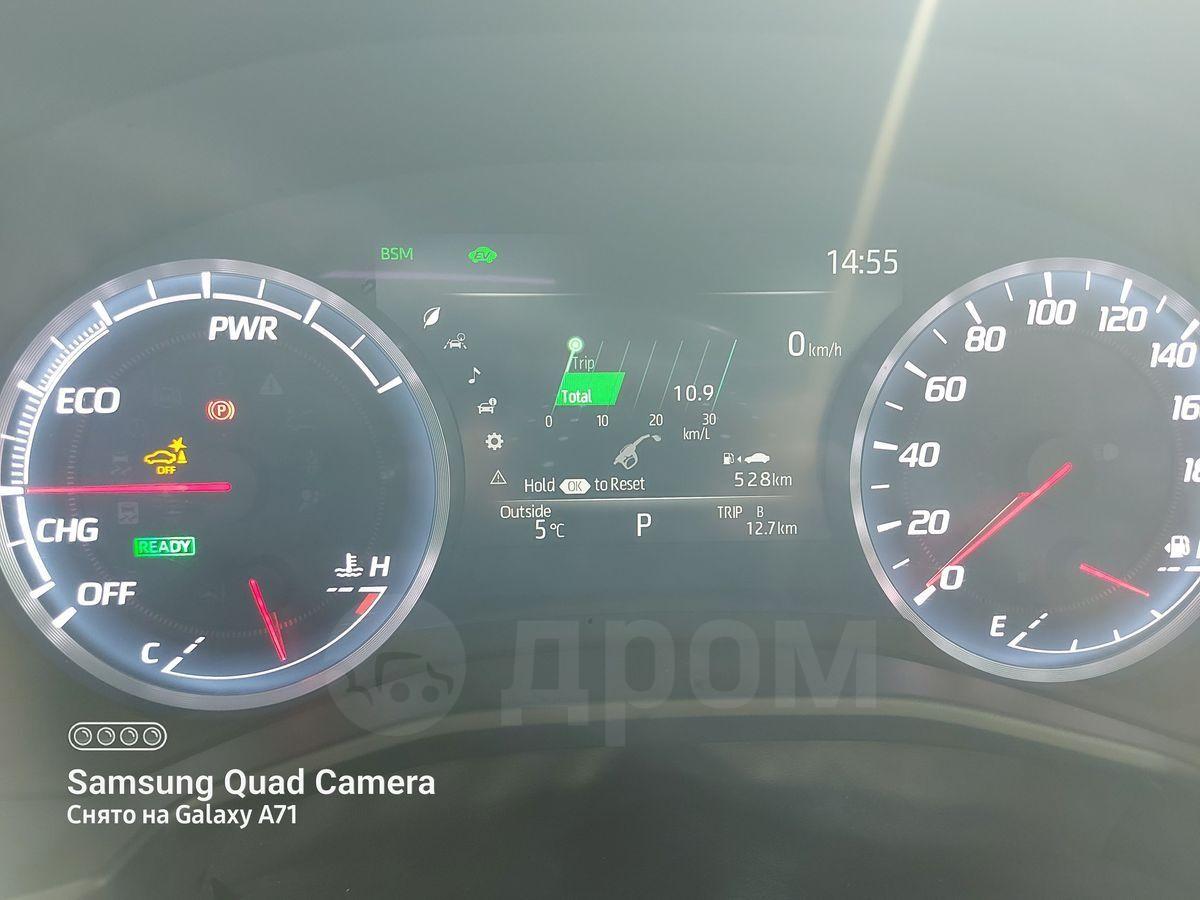 BSM
EV
14:55
PWR
ECO
CHG
OFF
P
OFF
READY
C
H
Trip
Total
10.9
0 10 20 30
km/L
0 km/h
Hold OK to Reset
528km
Outside
5°C
P
TRIP B
12.7km
0
20
40
60
80
100
120
140
E
дром
Samsung Quad Camera
Снято на Galaxy A71